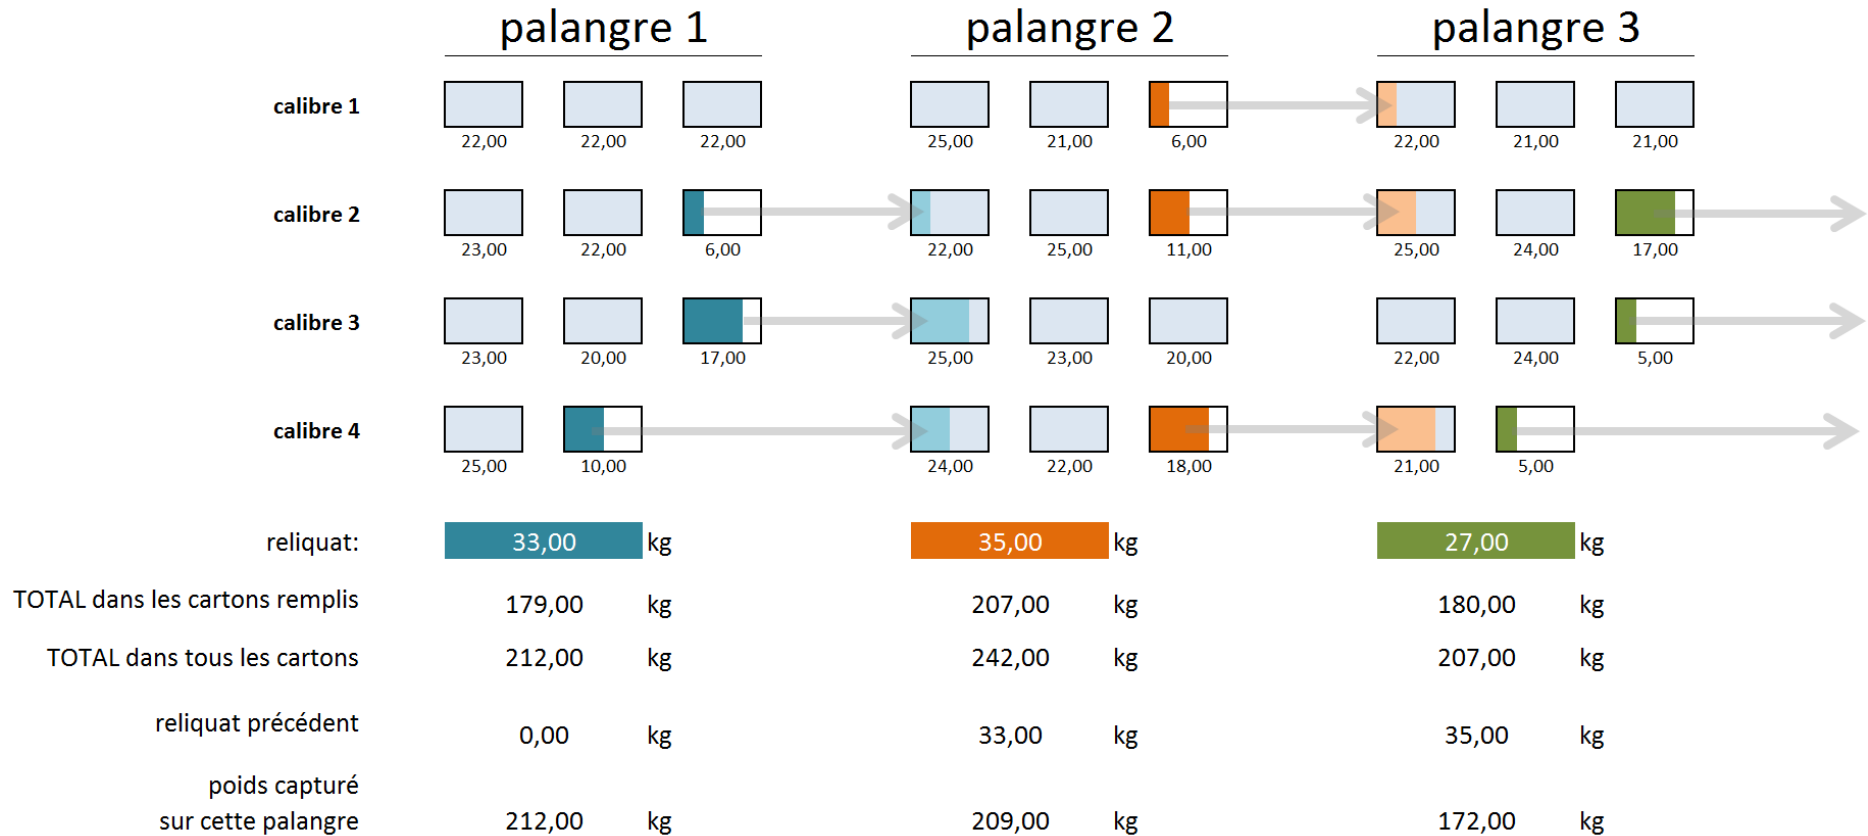 palangre 1 palangre 2 palangre 3
calibre 1
22,00 22,00 22,00 25,00 21,00 6,00 22,00 21,00 21,00
calibre 2
23,00 22,00 6,00 22,00 25,00 11,00 25,00 24,00 17,00
calibre 3
23,00 20,00 17,00 25,00 23,00 20,00 22,00 24,00 5,00
calibre 4
25,00 10,00 24,00 22,00 18,00 21,00 5,00
reliquat: 33,00 kg 35,00 kg 27,00 kg
TOTAL dans les cartons remplis 179,00 kg 207,00 kg 180,00 kg
TOTAL dans tous les cartons 212,00 kg 242,00 kg 207,00 kg
reliquat précédent 0,00 kg 33,00 kg 35,00 kg
poids capturé
sur cette palangre 212,00 kg 209,00 kg 172,00 kg